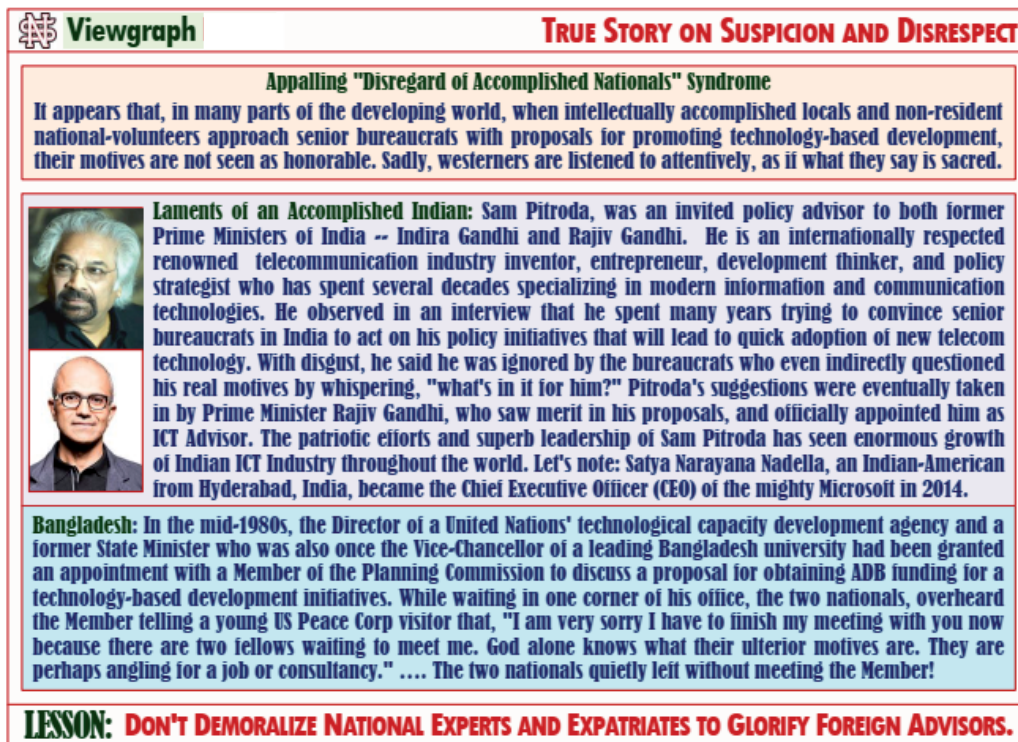 Viewgraph
TRUE STORY ON SUSPICION AND DISRESPECT
Appalling "Disregard of Accomplished Nationals" Syndrome
It appears that, in many parts of the developing world, when intellectually accomplished locals and non-resident
national-volunteers approach senior bureaucrats with proposals for promoting technology-based development,
their motives are not seen as honorable. Sadly, westerners are listened to attentively, as if what they say is sacred.
Laments of an Accomplished Indian: Sam Pitroda, was an invited policy advisor to both former
Prime Ministers of India -- Indira Gandhi and Rajiv Gandhi. He is an internationally respected
renowned telecommunication industry inventor, entrepreneur, development thinker, and policy
strategist who has spent several decades specializing in modern information and communication
technologies. He observed in an interview that he spent many years trying to convince senior
bureaucrats in India to act on his policy initiatives that will lead to quick adoption of new telecom
technology. With disgust, he said he was ignored by the bureaucrats who even indirectly questioned
his real motives by whispering, "what's in it for him?" Pitroda's suggestions were eventually taken
in by Prime Minister Rajiv Gandhi, who saw merit in his proposals, and officially appointed him as
ICT Advisor. The patriotic efforts and superb leadership of Sam Pitroda has seen enormous growth
of Indian ICT Industry throughout the world. Let's note: Satya Narayana Nadella, an Indian-American
from Hyderabad, India, became the Chief Executive Officer (CEO) of the mighty Microsoft in 2014.
Bangladesh: In the mid-1980s, the Director of a United Nations' technological capacity development agency and a
former State Minister who was also once the Vice-Chancellor of a leading Bangladesh university had been granted
an appointment with a Member of the Planning Commission to discuss a proposal for obtaining ADB funding for a
technology-based development initiatives. While waiting in one corner of his office, the two nationals, overheard
the Member telling a young US Peace Corp visitor that, "I am very sorry I have to finish my meeting with you now
because there are two fellows waiting to meet me. God alone knows what their ulterior motives are. They are
perhaps angling for a job or consultancy." .... The two nationals quietly left without meeting the Member!
LESSON: DON'T DEMORALIZE NATIONAL EXPERTS AND EXPATRIATES TO GLORIFY FOREIGN ADVISORS.